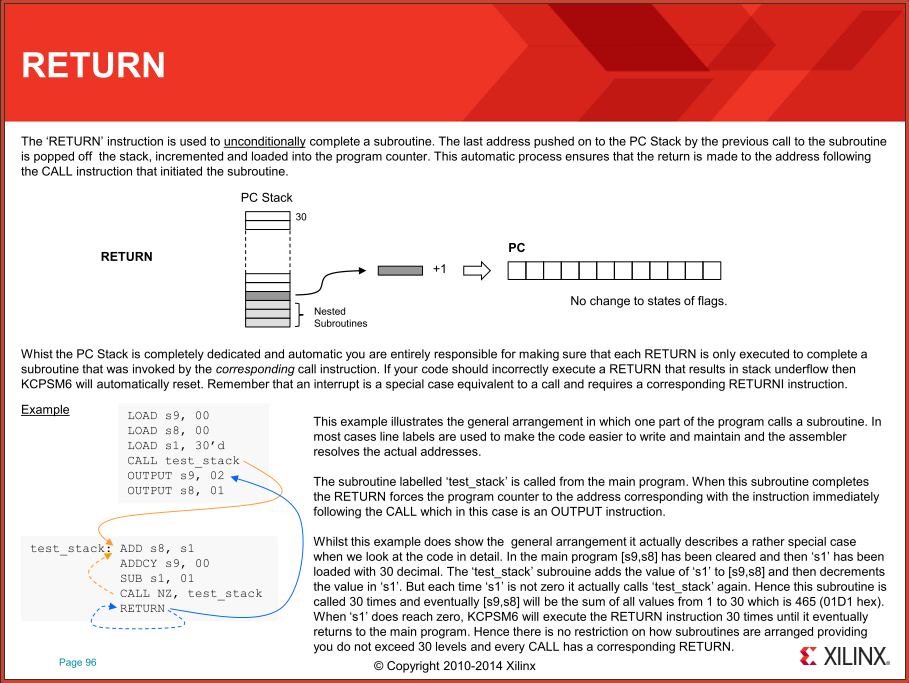 RETURN
The ‘RETURN’ instruction is used to unconditionally complete a subroutine. The last address pushed on to the PC Stack by the previous call to the subroutine
is popped off the stack, incremented and loaded into the program counter. This automatic process ensures that the return is made to the address following
the CALL instruction that initiated the subroutine.
PC Stack
30
RETURN
+1
PC
No change to states of flags.
Nested
Subroutines
Whist the PC Stack is completely dedicated and automatic you are entirely responsible for making sure that each RETURN is only executed to complete a
subroutine that was invoked by the corresponding call instruction. If your code should incorrectly execute a RETURN that results in stack underflow then
KCPSM6 will automatically reset. Remember that an interrupt is a special case equivalent to a call and requires a corresponding RETURNI instruction.
Example
LOAD s9, 00
LOAD s8, 00
LOAD s1, 30’d
CALL test_stack
OUTPUT s9, 02
OUTPUT s8, 01
test_stack: ADD s8, s1
ADDCY s9, 00
SUB s1, 01
CALL NZ, test_stack
RETURN
This example illustrates the general arrangement in which one part of the program calls a subroutine. In
most cases line labels are used to make the code easier to write and maintain and the assembler
resolves the actual addresses.
The subroutine labelled ‘test_stack’ is called from the main program. When this subroutine completes
the RETURN forces the program counter to the address corresponding with the instruction immediately
following the CALL which in this case is an OUTPUT instruction.
Whilst this example does show the general arrangement it actually describes a rather special case
when we look at the code in detail. In the main program [s9,s8] has been cleared and then ‘s1’ has been
loaded with 30 decimal. The ‘test_stack’ subrouine adds the value of ‘s1’ to [s9,s8] and then decrements
the value in ‘s1’. But each time ‘s1’ is not zero it actually calls ‘test_stack’ again. Hence this subroutine is
called 30 times and eventually [s9,s8] will be the sum of all values from 1 to 30 which is 465 (01D1 hex).
When ‘s1’ does reach zero, KCPSM6 will execute the RETURN instruction 30 times until it eventually
returns to the main program. Hence there is no restriction on how subroutines are arranged providing
you do not exceed 30 levels and every CALL has a corresponding RETURN.
Page 96
© Copyright 2010-2014 Xilinx
XILINX